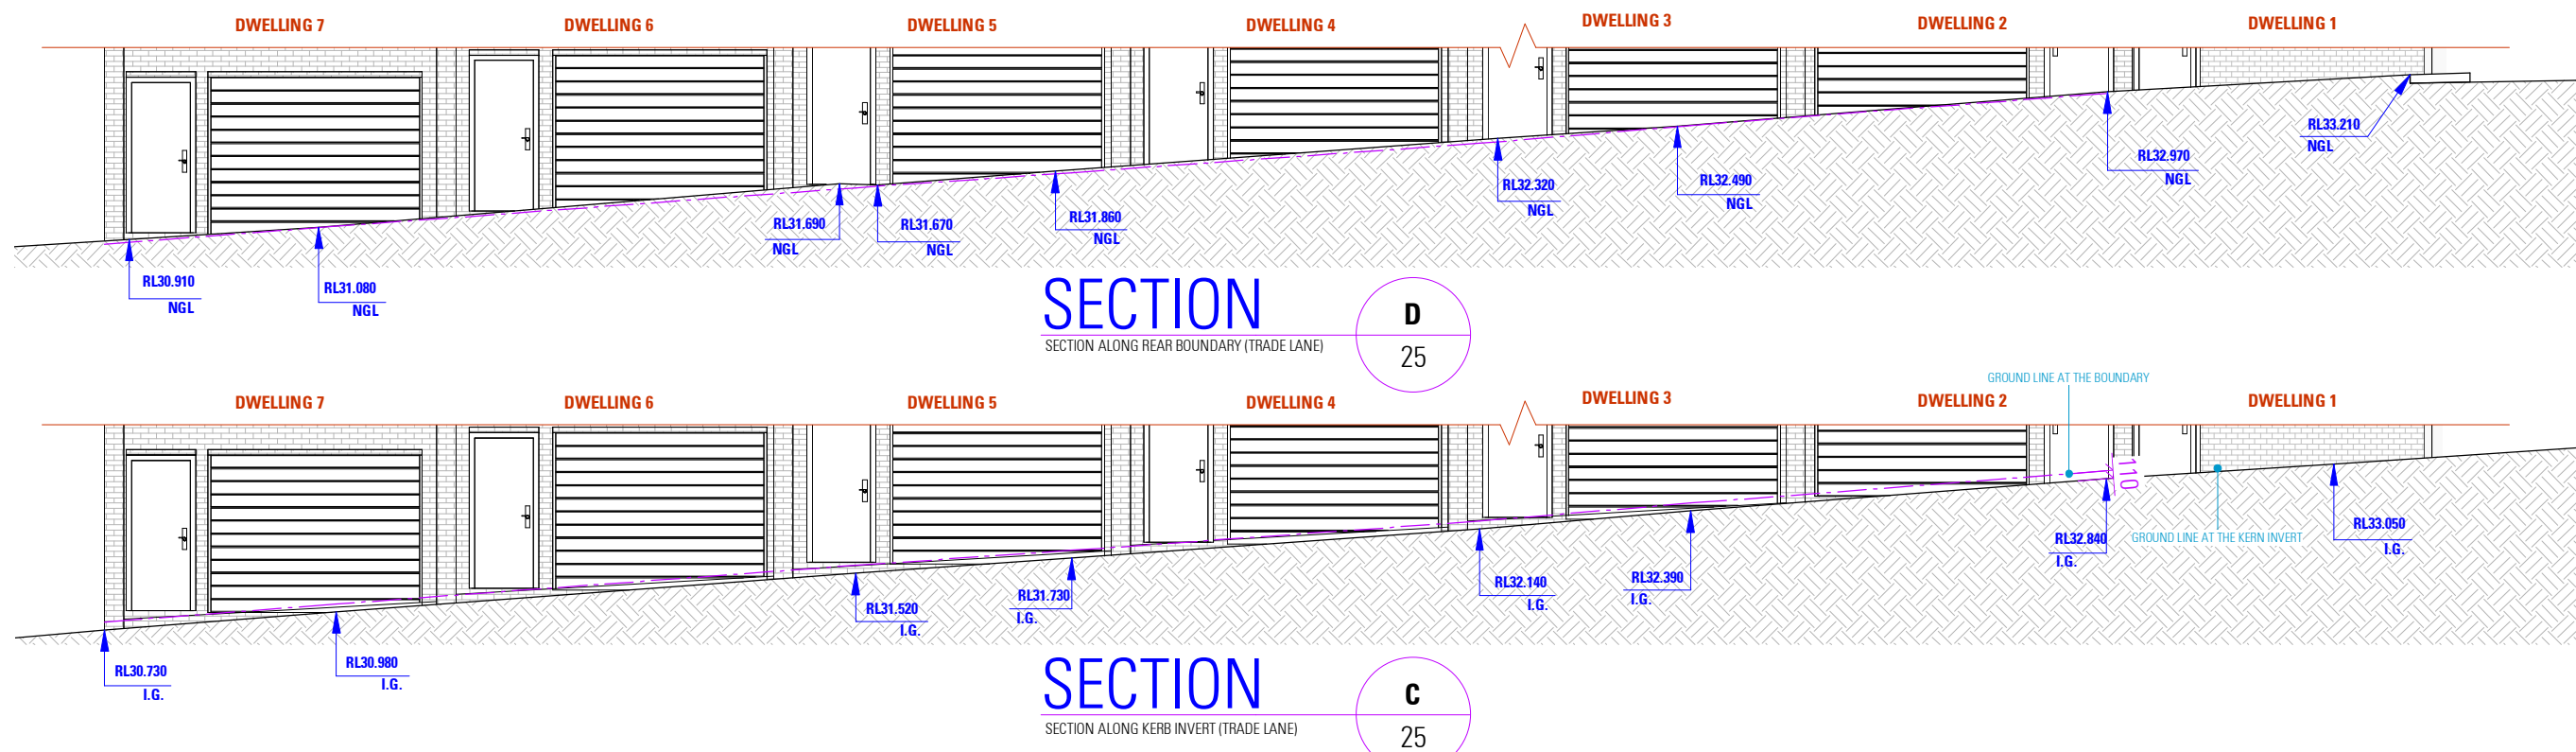 DWELLING 7
DWELLING 6
DWELLING 5
DWELLING 4
DWELLING 3
DWELLING 2
DWELLING 1
RL30.910
NGL
RL31.080
NGL
RL31.690
NGL
RL31.670
NGL
RL31.860
NGL
RL32.320
NGL
RL32.490
NGL
RL32.970
NGL
RL33.210
NGL
SECTION
SECTION ALONG REAR BOUNDARY (TRADE LANE)
D
25
GROUND LINE AT THE BOUNDARY
DWELLING 7
DWELLING 6
DWELLING 5
DWELLING 4
DWELLING 3
DWELLING 2
DWELLING 1
110
RL30.730
I.G.
RL30.980
I.G.
RL31.520
I.G.
RL31.730
I.G.
RL32.140
I.G.
RL32.390
I.G.
RL32.840
I.G.
GROUND LINE AT THE KERN INVERT
RL33.050
I.G.
SECTION
SECTION ALONG KERB INVERT (TRADE LANE)
C
25